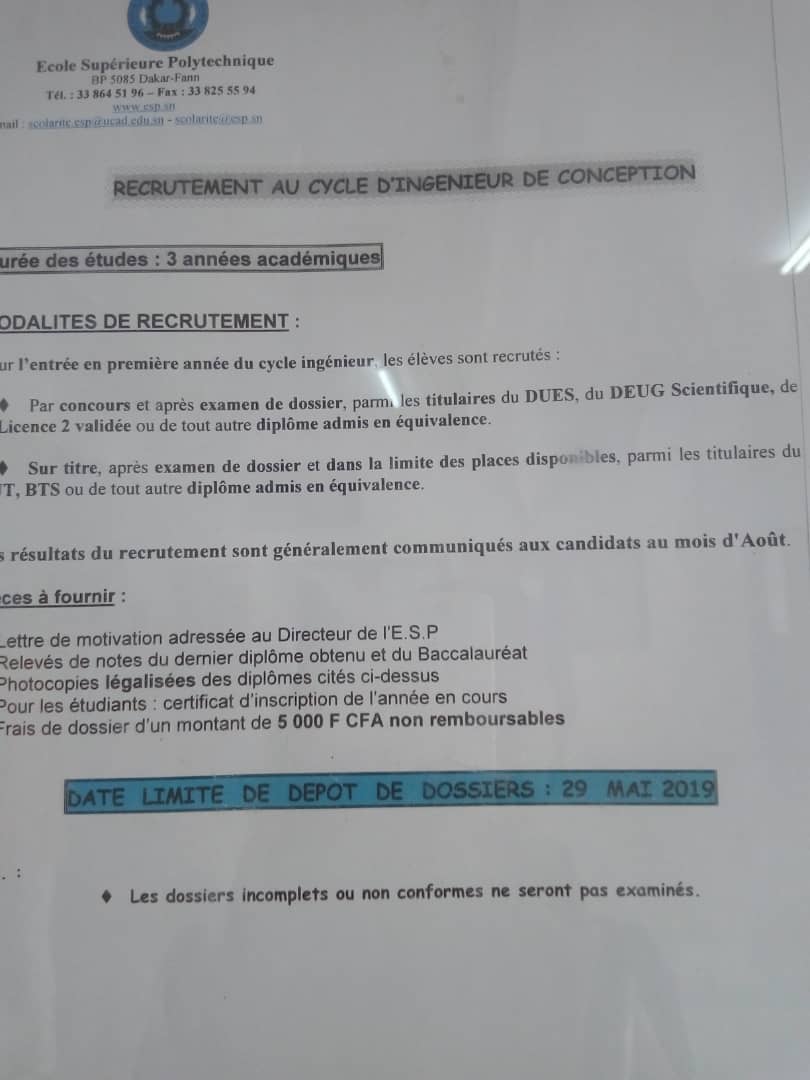 Ecole Supérieure Polytechnique
BP 5085 Dakar-Fann
Tél. : 33 864 51 96 – Fax : 33 825 55 94
www.esp.sn
mail : scolarite.esp@ucad.edu.sn - scolarite@esp.sn
RECRUTEMENT AU CYCLE D'INGENIEUR DE CONCEPTION
urée des études : 3 années académiques
ODALITES DE RECRUTEMENT :
ur l'entrée en première année du cycle ingénieur, les élèves sont recrutés :
♦ Par concours et après examen de dossier, parmi les titulaires du DUES, du DEUG Scientifique, de
Licence 2 validée ou de tout autre diplôme admis en équivalence.
♦ Sur titre, après examen de dossier et dans la limite des places disponibles, parmi les titulaires du
UT, BTS ou de tout autre diplôme admis en équivalence.
s résultats du recrutement sont généralement communiqués aux candidats au mois d'Août.
ces à fournir :
Lettre de motivation adressée au Directeur de l'E.S.P
Relevés de notes du dernier diplôme obtenu et du Baccalauréat
Photocopies légalisées des diplômes cités ci-dessus
Pour les étudiants : certificat d'inscription de l'année en cours
Frais de dossier d'un montant de 5 000 F CFA non remboursables
DATE LIMITE DE DEPOT DE DOSSIERS : 29 MAI 2019
. :
♦ Les dossiers incomplets ou non conformes ne seront pas examinés.